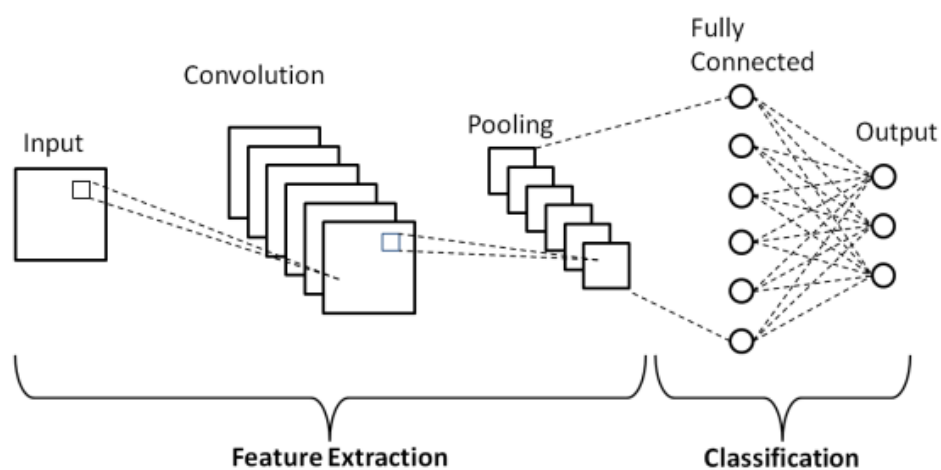 Input
Convolution
Pooling
Fully
Connected
Output
Feature Extraction
Classification